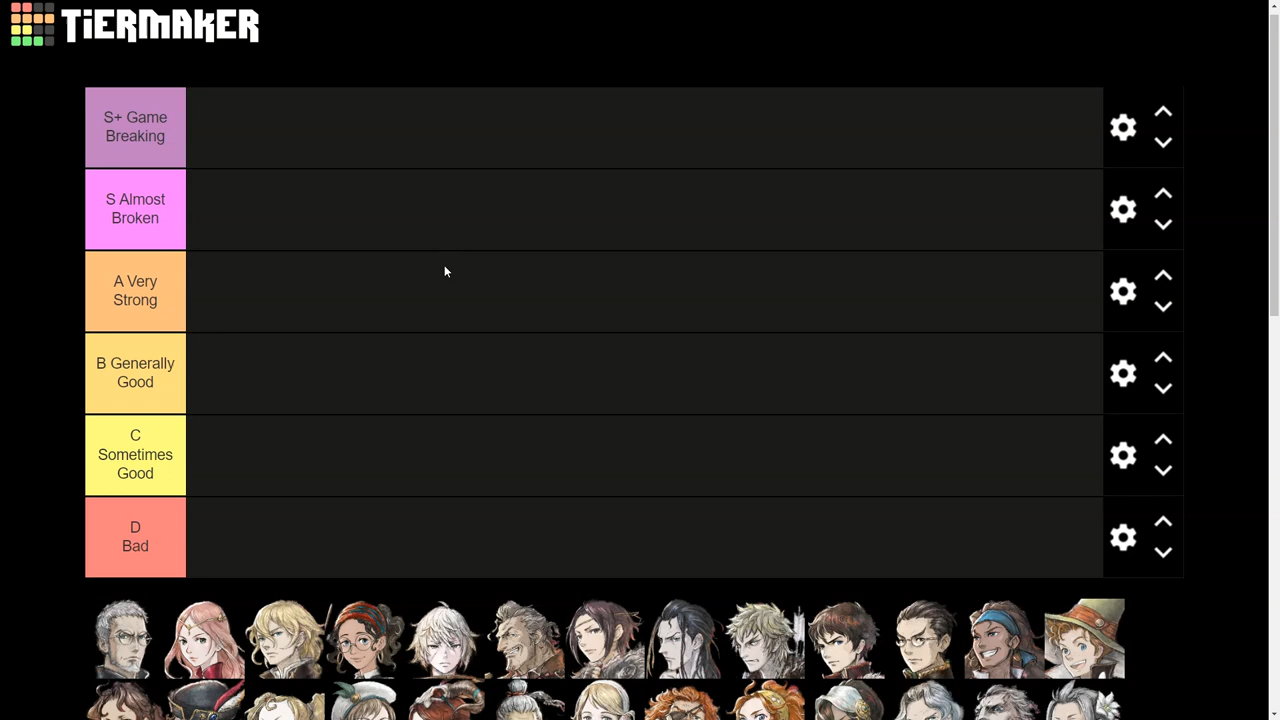 TiERMAKER
S+ Game
Breaking
S Almost
Broken
A Very
Strong
B Generally
Good
C
Sometimes
Good
D
Bad